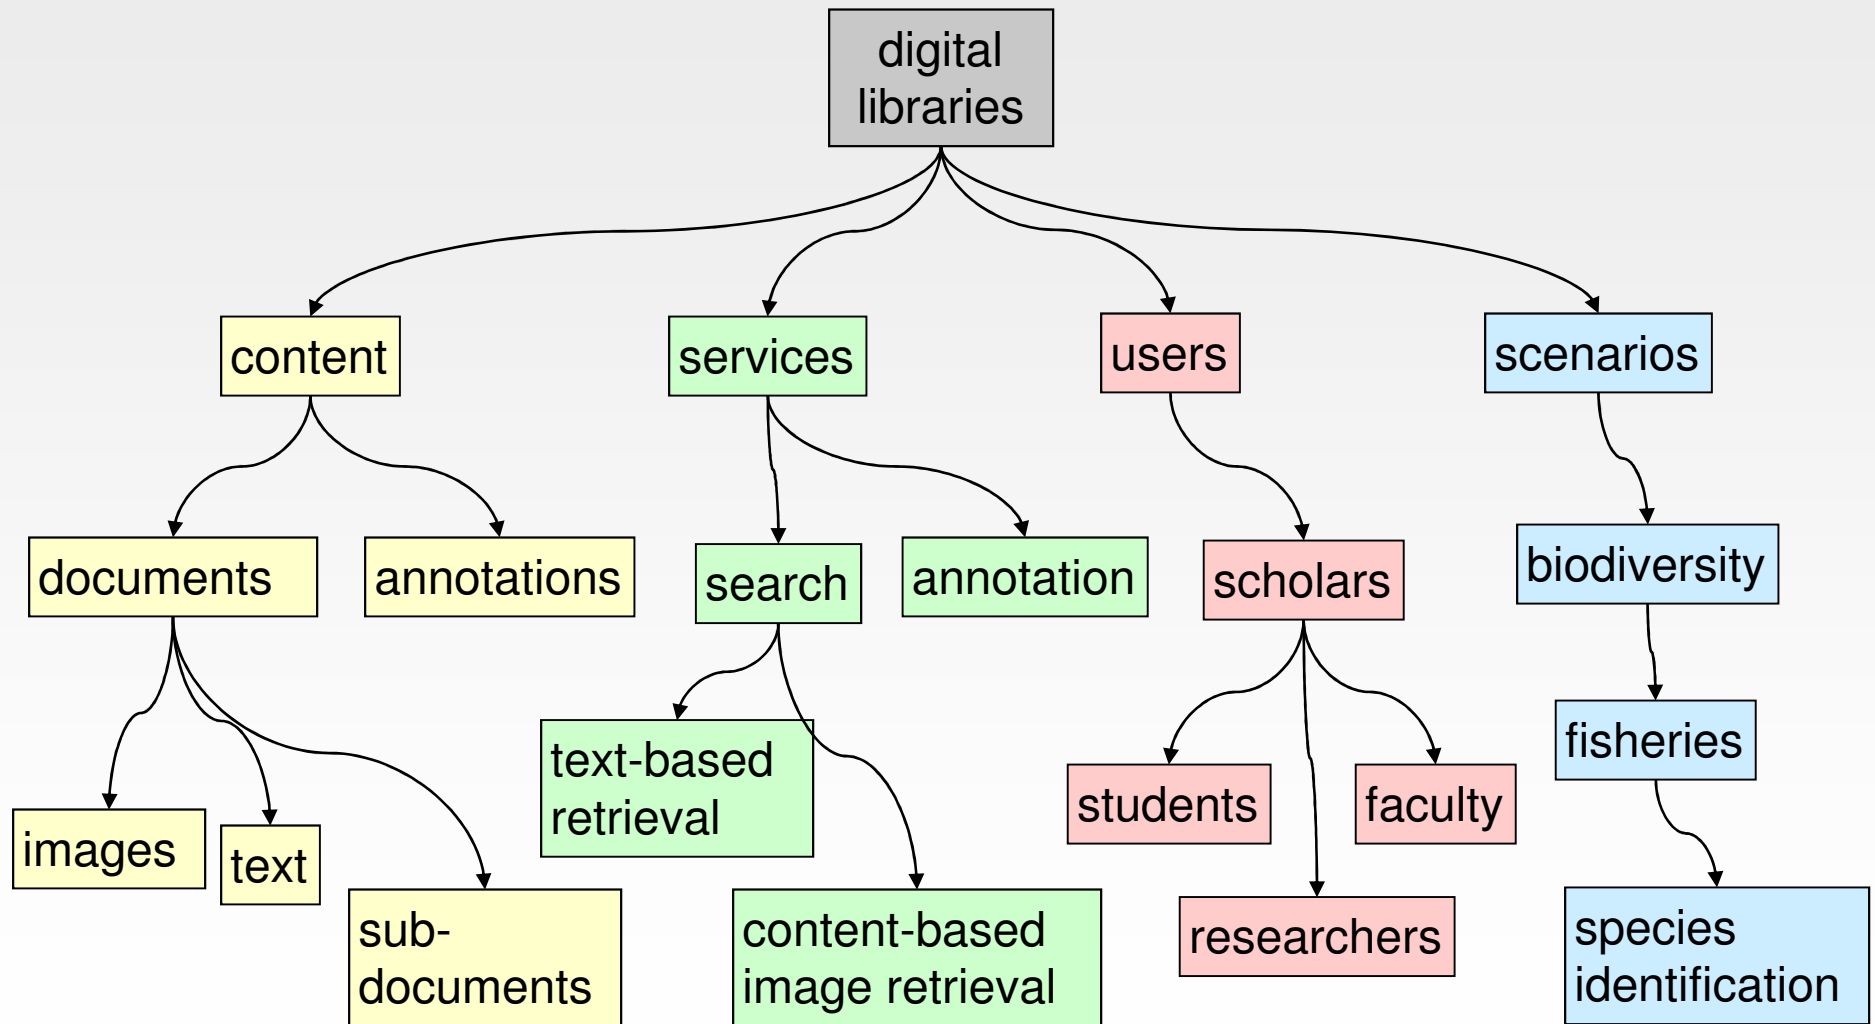 digital
libraries
content
services
users
scenarios
documents
annotations
search
annotation
scholars
biodiversity
text-based
retrieval
fisheries
students
faculty
images
text
sub-
documents
content-based
image retrieval
researchers
species
identification